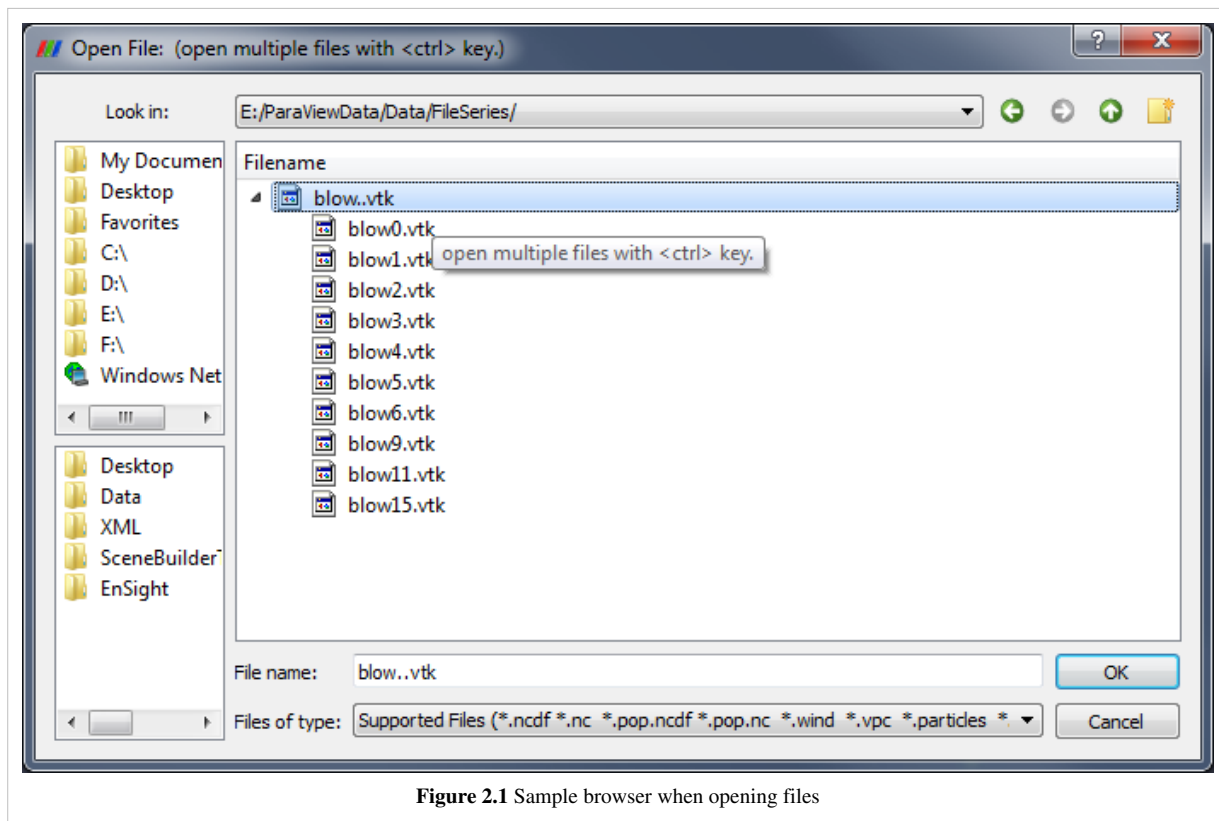 Open File: (open multiple files with <ctrl> key.)
?
X
Look in:
E:/ParaViewData/Data/FileSeries/
My Documen
Desktop
Favorites
C:\
D:\
E:\
F:\
Windows Net
Desktop
Data
XML
SceneBuilderT
EnSight
Filename
blow..vtk
blow0.vtk
blow1.vtk
open multiple files with <ctrl> key.
blow2.vtk
blow3.vtk
blow4.vtk
blow5.vtk
blow6.vtk
blow9.vtk
blow11.vtk
blow15.vtk
File name:
blow..vtk
OK
Files of type:
Supported Files (*.ncdf *.nc *.pop.ncdf *.pop.nc *.wind *.vpc *.particles *.
Cancel
Figure 2.1 Sample browser when opening files